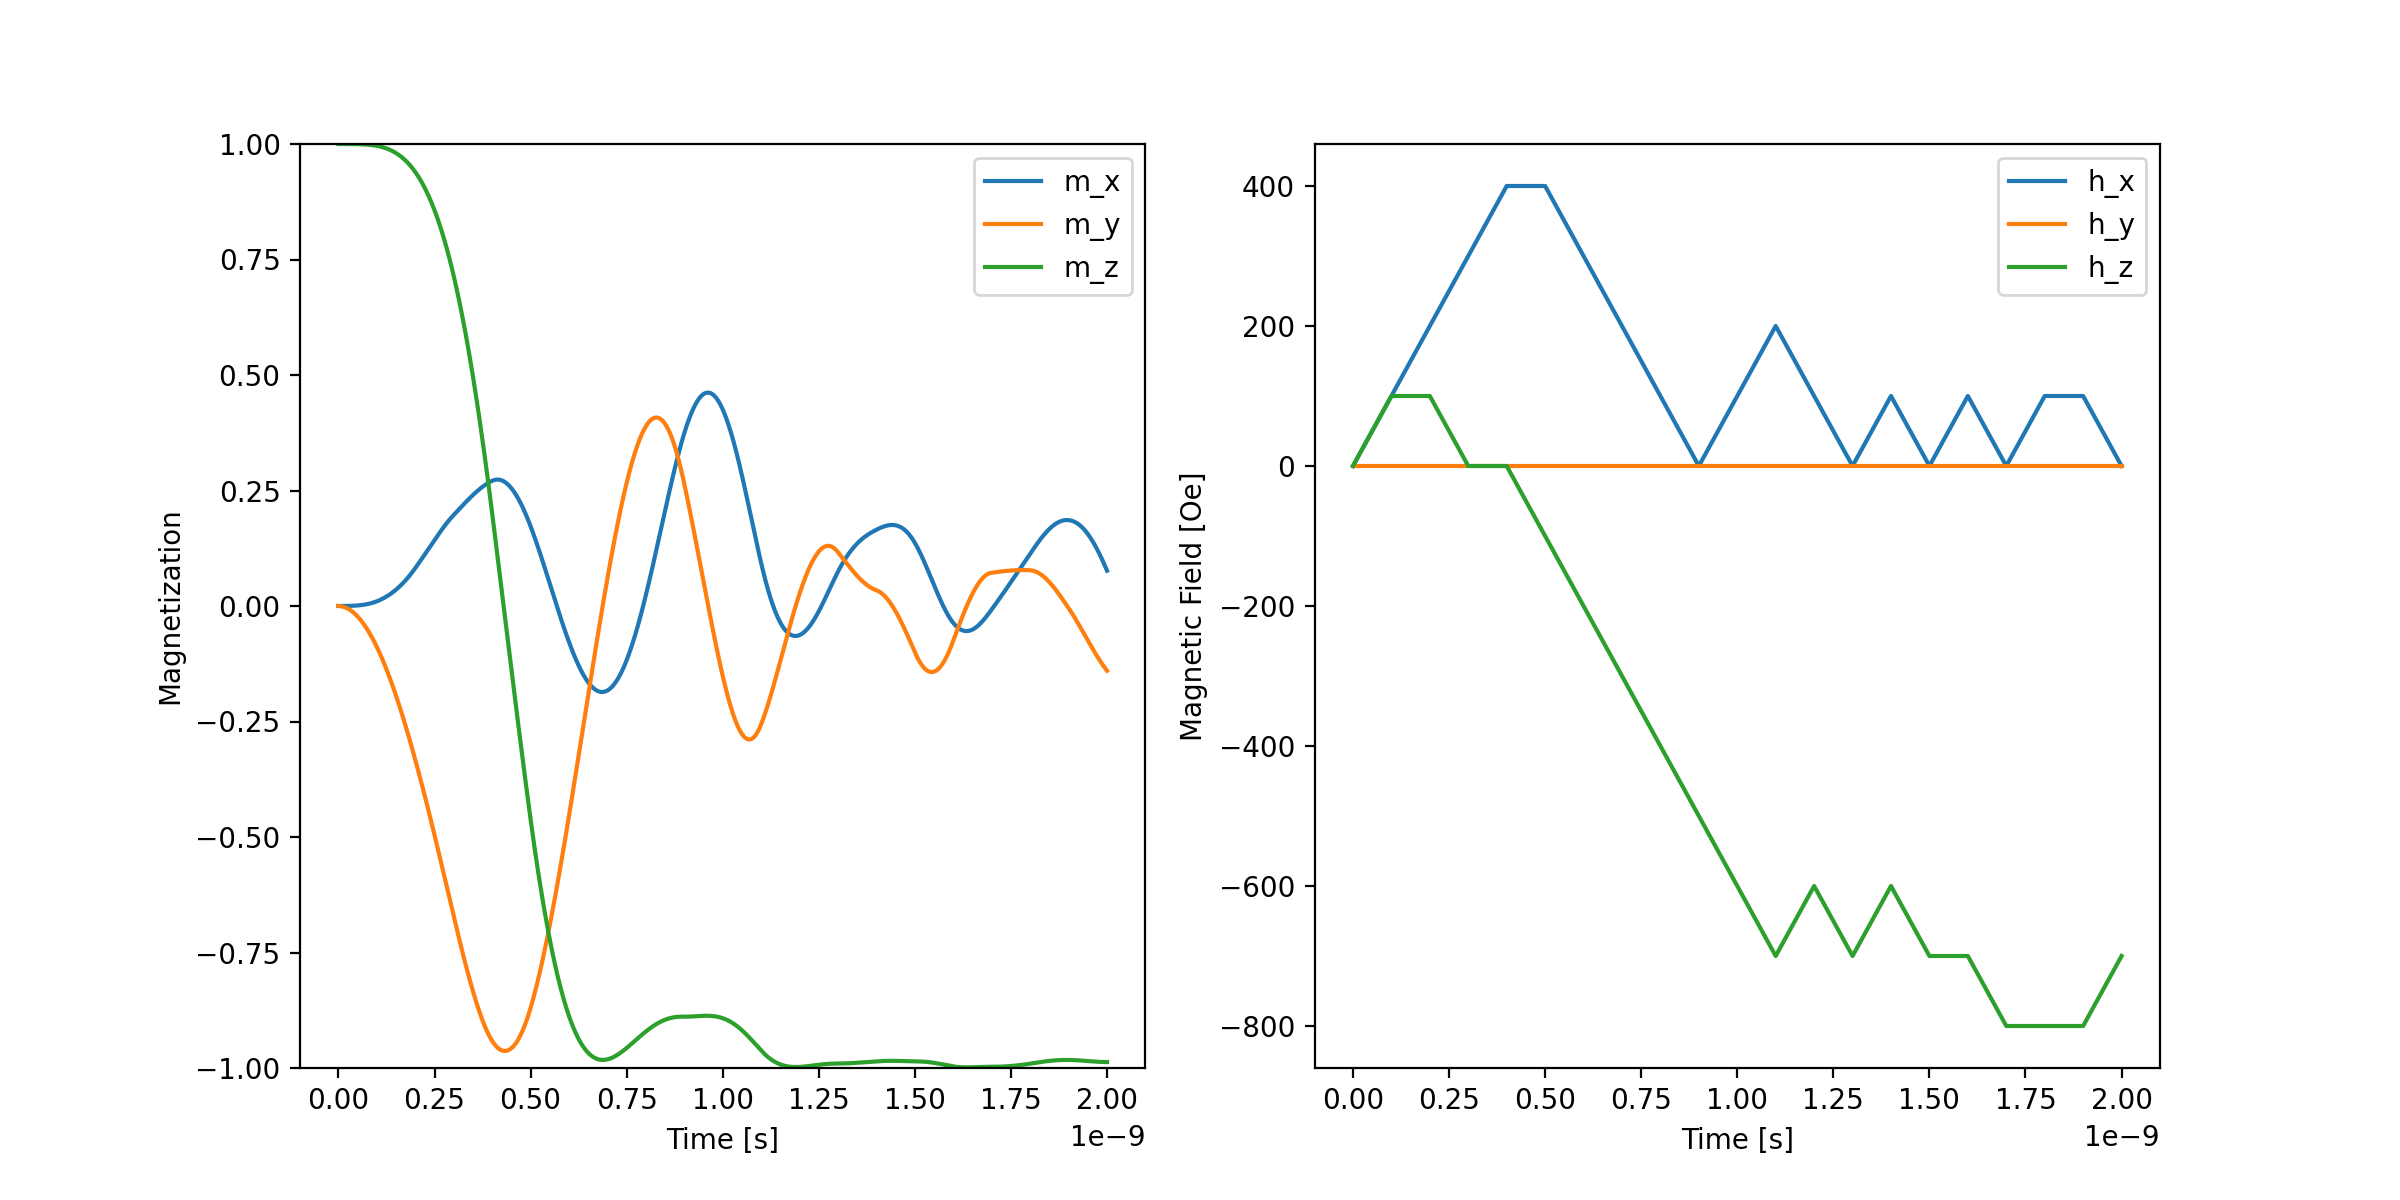 Magnetization
1.00
0.75
0.50
0.25
0.00
−0.25
−0.50
−0.75
−1.00
m_x
m_y
m_z
0.00 0.25 0.50 0.75 1.00 1.25 1.50 1.75 2.00
Time [s]
1e−9
Magnetic Field [Oe]
400
200
0
−200
−400
−600
−800
h_x
h_y
h_z
0.00 0.25 0.50 0.75 1.00 1.25 1.50 1.75 2.00
Time [s]
1e−9